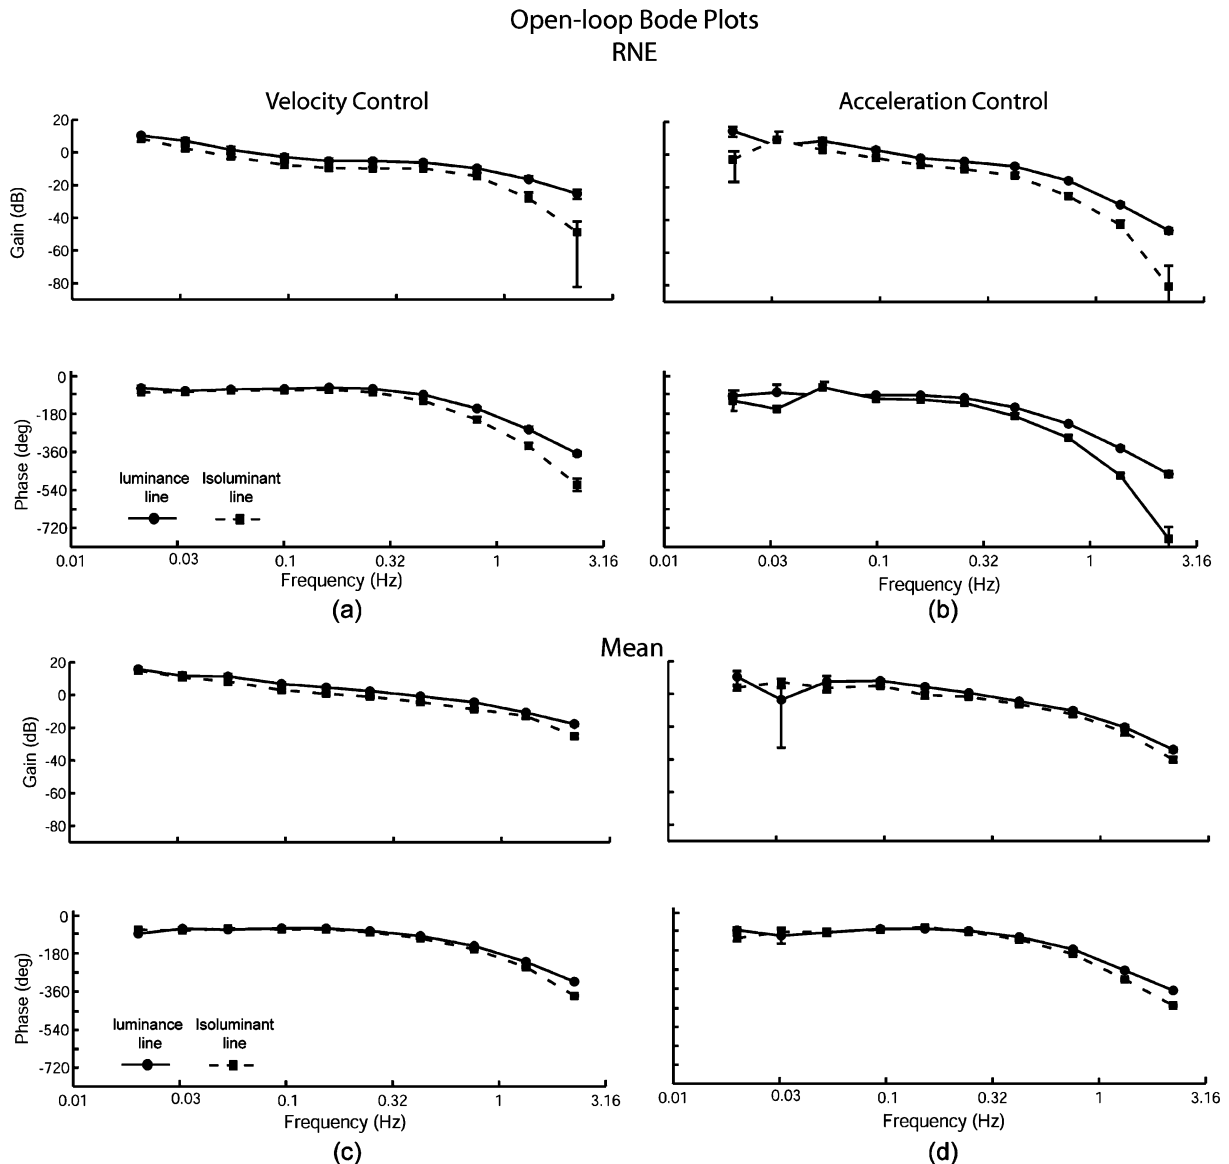 Open-loop Bode Plots
RNE
Velocity Control
Acceleration Control
20
0
-20
-40
-60
-80
Gain (dB)
0
-180
-360
-540
-720
Phase (deg)
luminance line
Isoluminant line
0.01 0.03 0.1 0.32 1 3.16
Frequency (Hz)
(a)
0.01 0.03 0.1 0.32 1 3.16
Frequency (Hz)
(b)
Mean
20
0
-20
-40
-60
-80
Gain (dB)
0
-180
-360
-540
-720
Phase (deg)
luminance line
Isoluminant line
0.01 0.03 0.1 0.32 1 3.16
Frequency (Hz)
(c)
0.01 0.03 0.1 0.32 1 3.16
Frequency (Hz)
(d)